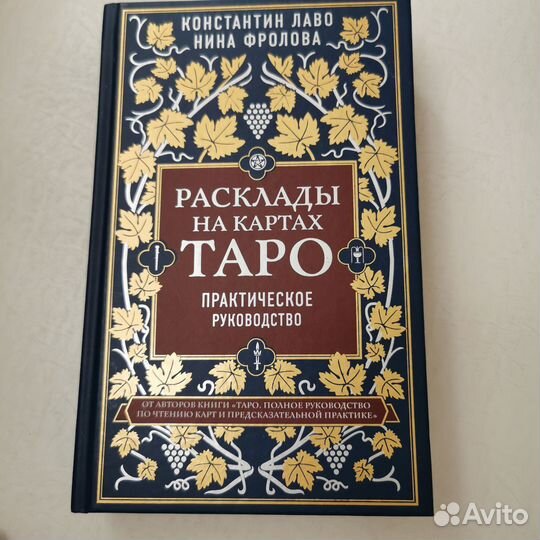 КОНСТАНТИН ЛАВО
НИНА ФРОЛОВА
РАСКЛАДЫ
НА КАРТАХ
ТАРО
ПРАКТИЧЕСКОЕ
РУКОВОДСТВО
ОТ АВТОРОВ КНИГИ «ТАРО. ПОЛНОЕ РУКОВОДСТВО
ПО ЧТЕНИЮ КАРТ И ПРЕДСКАЗАТЕЛЬНОЙ ПРАКТИКЕ»
Avito